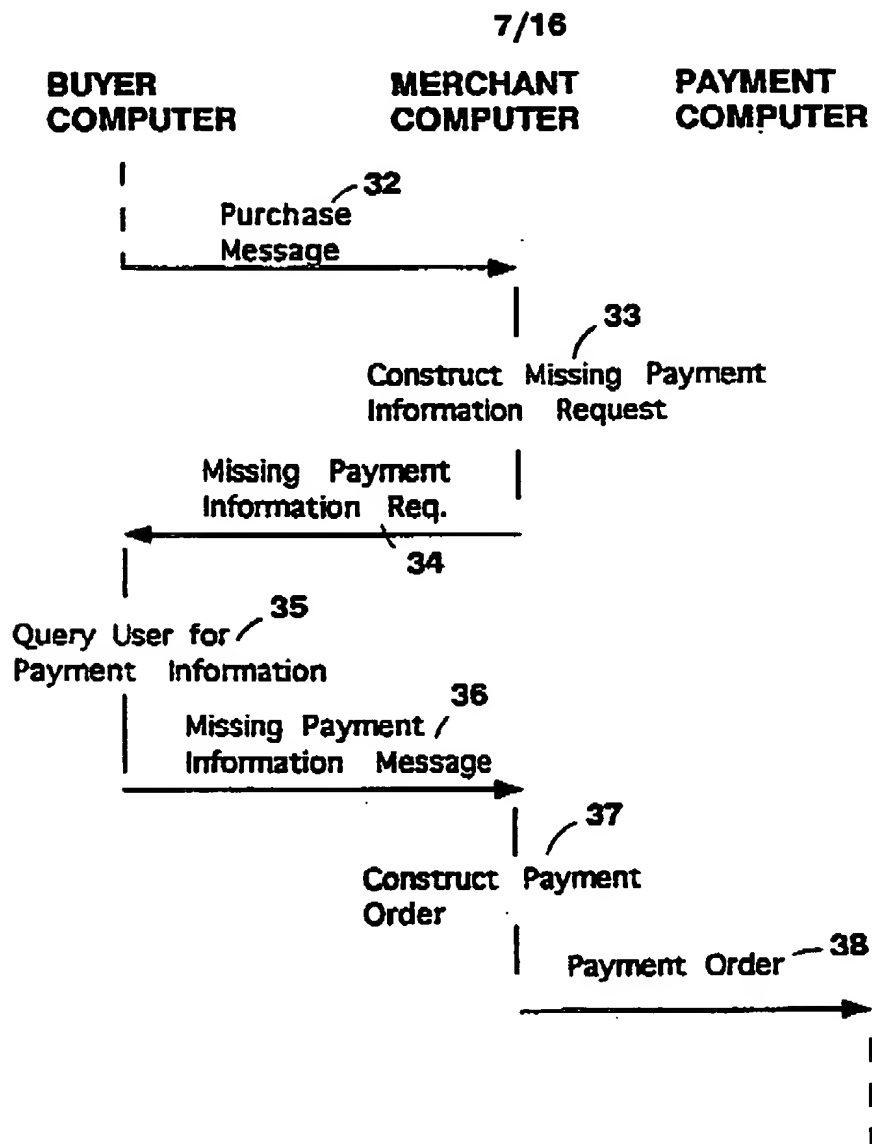 7/16
BUYER COMPUTER
MERCHANT COMPUTER
PAYMENT COMPUTER
32
Purchase
Message
33
Construct Missing Payment
Information Request
Missing Payment
Information Req.
34
35
Query User for
Payment Information
36
Missing Payment
Information Message
37
Construct Payment
Order
Payment Order
38